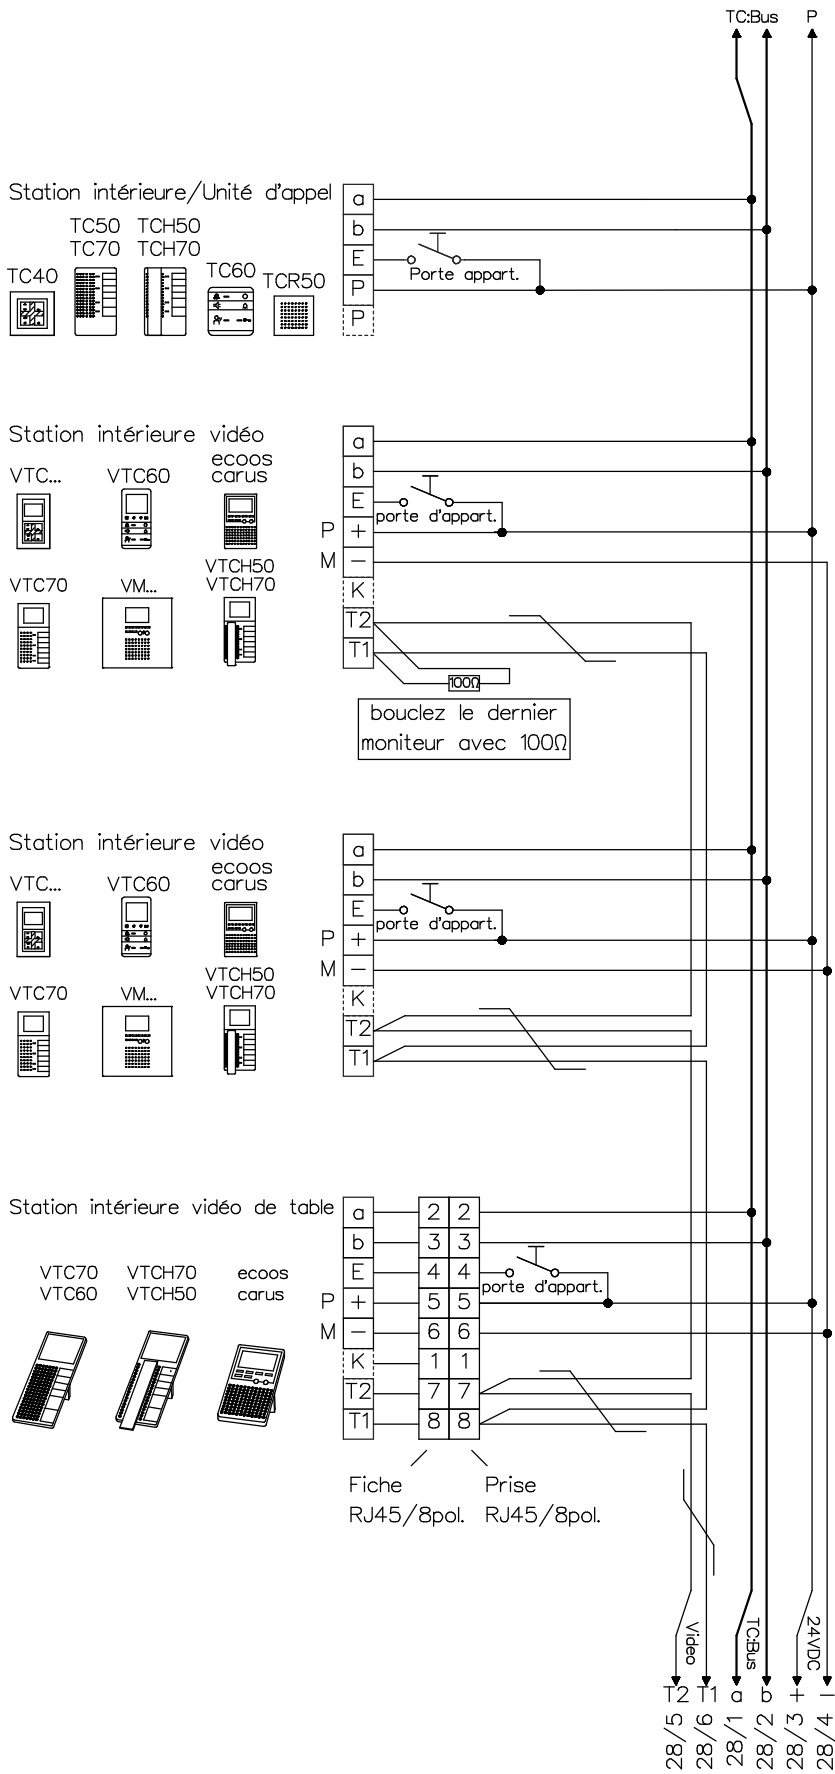 TC:Bus P
Station intérieure/Unité d'appel
TC50 TCH50
TC70 TCH70
TC40 TC60 TCR50
a
b
E
P
P
Porte appart.
Station intérieure vidéo
ecoos
VTC... VTC60 carus
VTCH50
VTC70 VM... VTCH70
a
b
E
P +
M −
K
T2
T1
porte d'appart.
100Ω
bouclez le dernier
moniteur avec 100Ω
Station intérieure vidéo
ecoos
VTC... VTC60 carus
VTCH50
VTC70 VM... VTCH70
a
b
E
P +
M −
K
T2
T1
porte d'appart.
Station intérieure vidéo de table
VTC70 VTCH70 ecoos
VTC60 VTCH50 carus
a 2 2
b 3 3
E 4 4
P + 5 5
M − 6 6
K 1 1
T2 7 7
T1 8 8
porte d'appart.
Fiche Prise
RJ45/8pol. RJ45/8pol.
Video
TC:Bus
24VDC
T2 T1 a b + −
28/5 28/6 28/1 28/2 28/3 28/4